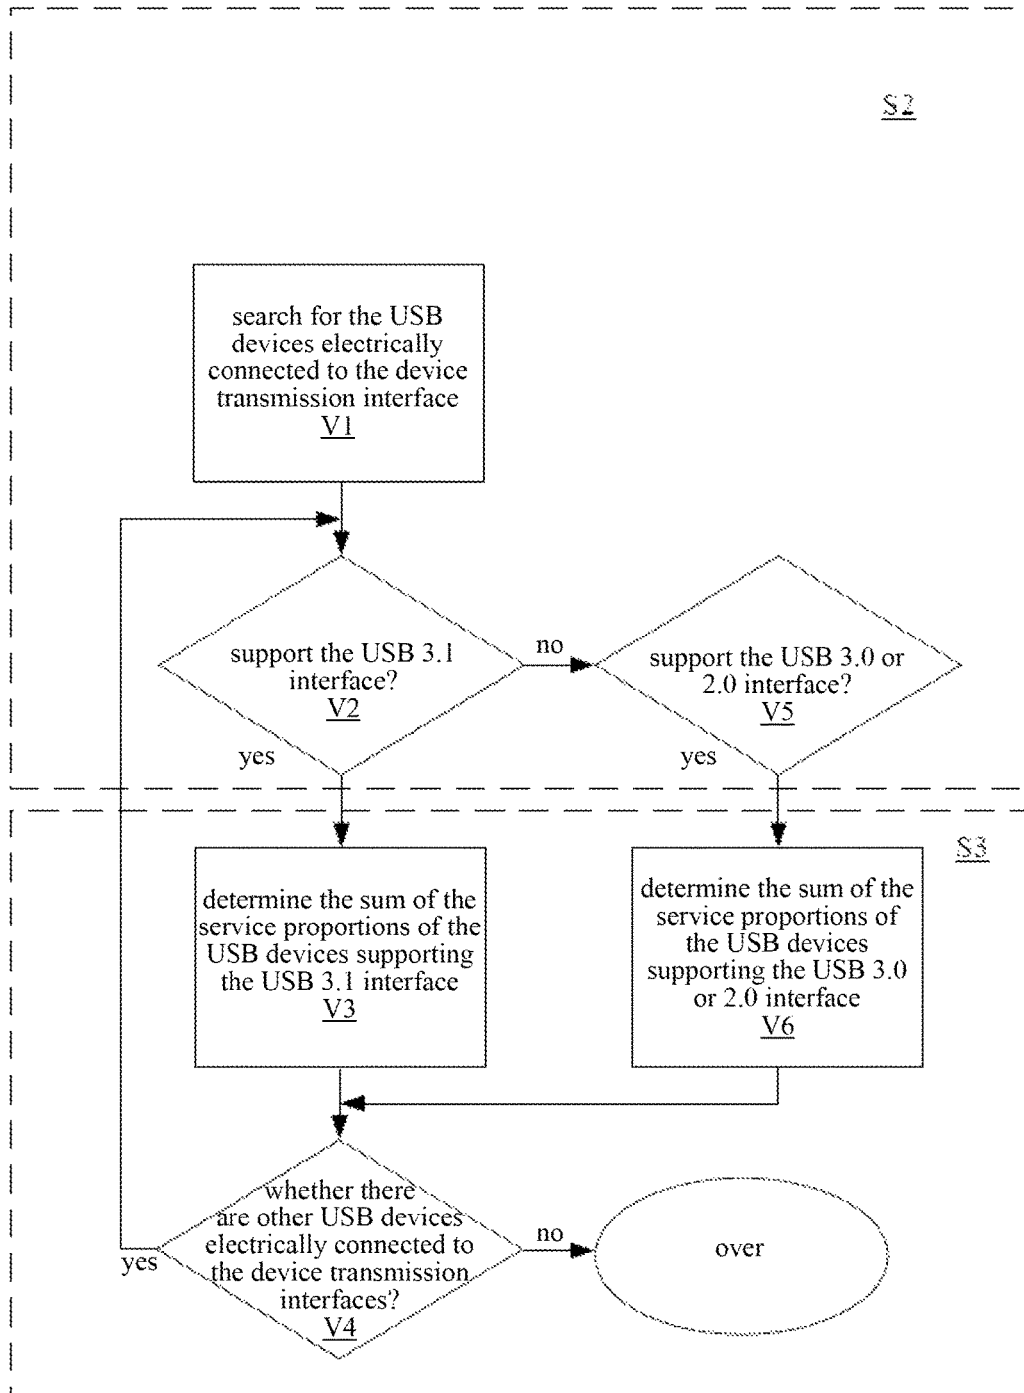 S2
search for the USB
devices electrically
connected to the device
transmission interface
V1
support the USB 3.1
interface?
V2
no
support the USB 3.0 or
2.0 interface?
V5
yes
yes
S3
determine the sum of the
service proportions of the
USB devices supporting
the USB 3.1 interface
V3
determine the sum of the
service proportions of
the USB devices
supporting the USB 3.0
or 2.0 interface
V6
whether there
are other USB devices
electrically connected to
the device transmission
interfaces?
V4
yes
no
over